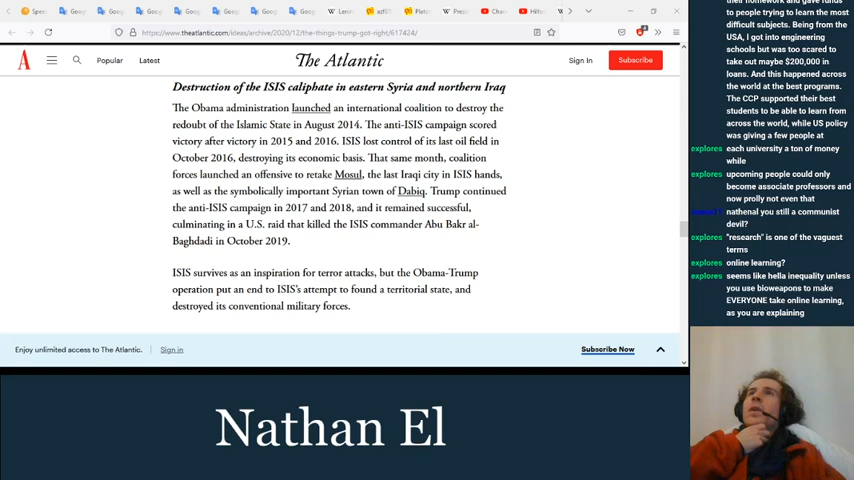 Spee
Goog
Goog
Goog
Goog
Goog
Goog
Goog
Goog
Lenn
azf6
Plato
Pres
Cha
Hilto
https://www.theatlantic.com/ideas/archive/2020/12/the-things-trump-got-right/617424/
A
Popular
Latest
The Atlantic
Sign In
Subscribe
Destruction of the ISIS caliphate in eastern Syria and northern Iraq
The Obama administration launched an international coalition to destroy the
redoubt of the Islamic State in August 2014. The anti-ISIS campaign scored
victory after victory in 2015 and 2016. ISIS lost control of its last oil field in
October 2016, destroying its economic basis. That same month, coalition
forces launched an offensive to retake Mosul, the last Iraqi city in ISIS hands,
as well as the symbolically important Syrian town of Dabiq. Trump continued
the anti-ISIS campaign in 2017 and 2018, and it remained successful,
culminating in a U.S. raid that killed the ISIS commander Abu Bakr al-
Baghdadi in October 2019.
ISIS survives as an inspiration for terror attacks, but the Obama-Trump
operation put an end to ISIS's attempt to found a territorial state, and
destroyed its conventional military forces.
Enjoy unlimited access to The Atlantic.
Sign in
Subscribe Now
Nathan El
their homework and gave funds
to people trying to learn the most
difficult subjects. Being from the
USA, I got into engineering
schools but was too scared to
take out maybe $200,000 in
loans. And this happened across
the world at the best programs.
The CCP supported their best
students to be able to learn from
across the world, while US policy
was giving a few people at
explores each university a ton of money
while
explores upcoming people could only
become associate professors and
now prolly not even that
nathenal you still a communist
devil?
explores "research" is one of the vaguest
terms
explores online learning?
explores seems like hella inequality unless
you use bioweapons to make
EVERYONE take online learning,
as you are explaining